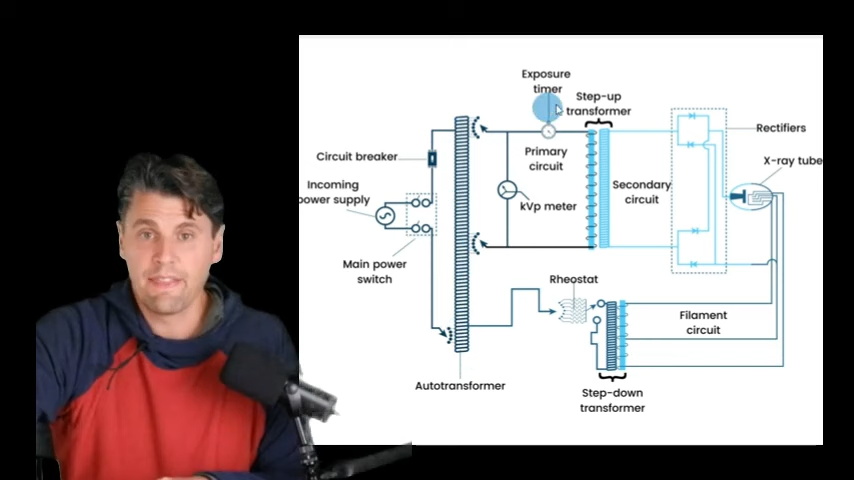 Exposure
timer
Step-up
transformer
Rectifiers
Circuit breaker
Primary
circuit
X-ray tube
Incoming
power supply
Secondary
circuit
kVp meter
Main power
switch
Rheostat
Filament
circuit
Autotransformer
Step-down
transformer